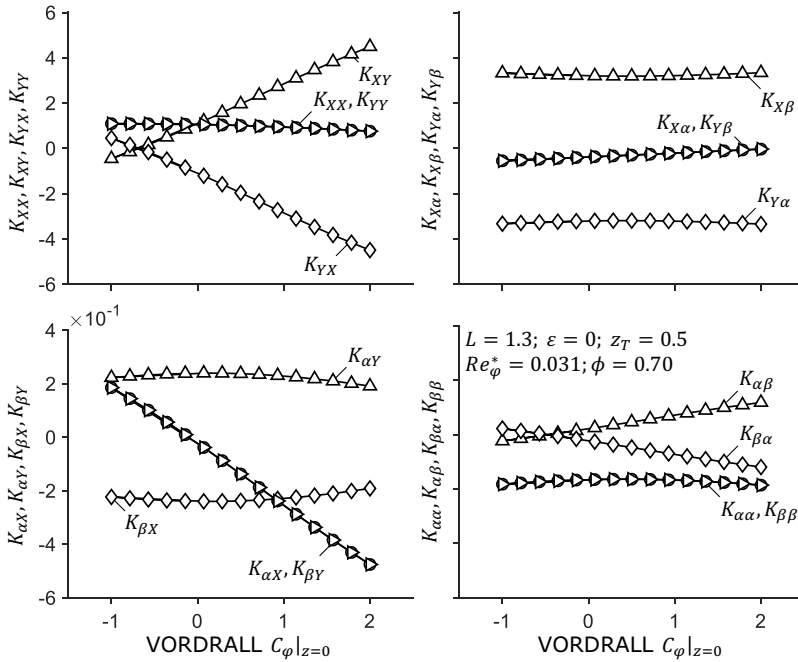 6
4
2
0
-2
-4
-6
K_XX, K_XY, K_YX, K_YY
K_XY
K_XX, K_YY
K_YX
K_Xα, K_Xβ, K_Yα, K_Yβ
K_Xβ
K_Xα, K_Yβ
K_Yα
×10⁻¹
4
2
0
-2
-4
-6
K_αX, K_αY, K_βX, K_βY
K_αY
K_βX
K_αX, K_βY
-1 0 1 2
VORDRALL C_φ|_z=0
L = 1.3; ε = 0; z_T = 0.5
Re*_φ = 0.031; ϕ = 0.70
K_αα, K_αβ, K_βα, K_ββ
K_αβ
K_βα
K_αα, K_ββ
-1 0 1 2
VORDRALL C_φ|_z=0